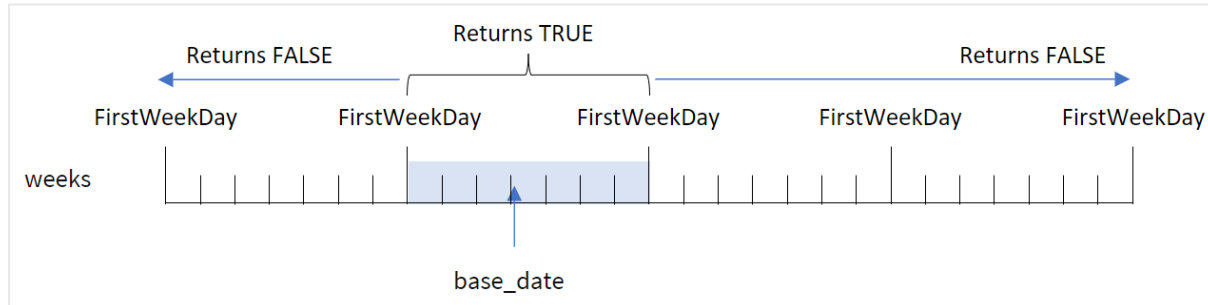 Returns TRUE
Returns FALSE
Returns FALSE
FirstWeekDay
FirstWeekDay
FirstWeekDay
FirstWeekDay
FirstWeekDay
weeks
base_date